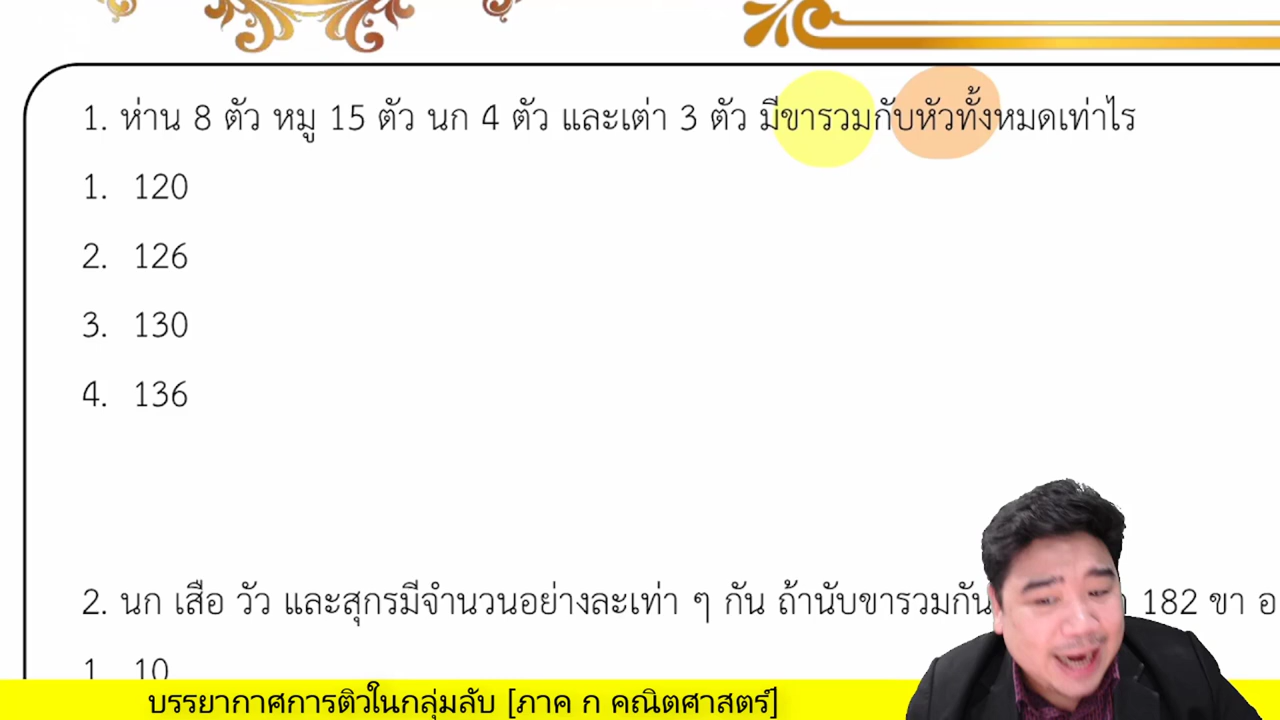 1. ห่าน 8 ตัว หมู 15 ตัว นก 4 ตัว และเต่า 3 ตัว มีขารวมกับหัวทั้งหมดเท่าไร
1. 120
2. 126
3. 130
4. 136
2. นก เสือ วัว และสุกรมีจำนวนอย่างละเท่า ๆ กัน ถ้านับขารวมกัน 182 ขา
1. 10
บรรยากาศการติวในกลุ่มลับ [ภาค ก คณิตศาสตร์]